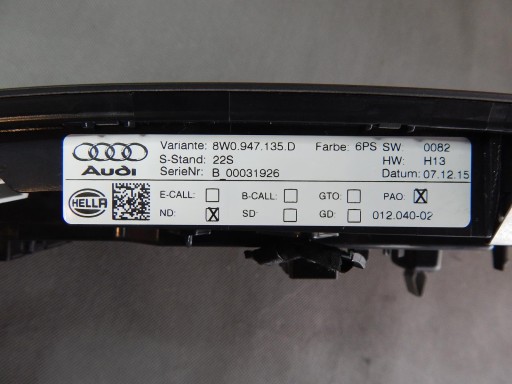 Variante: 8W0.947.135.D Farbe: 6PS SW 0082
Audi S-Stand: 22S HW: H13
SerieNr: B_00031926 Datum: 07.12.15
HELLA E-CALL: B-CALL: GTO: PAO: X
ND: X SD: GD: 012.040-02